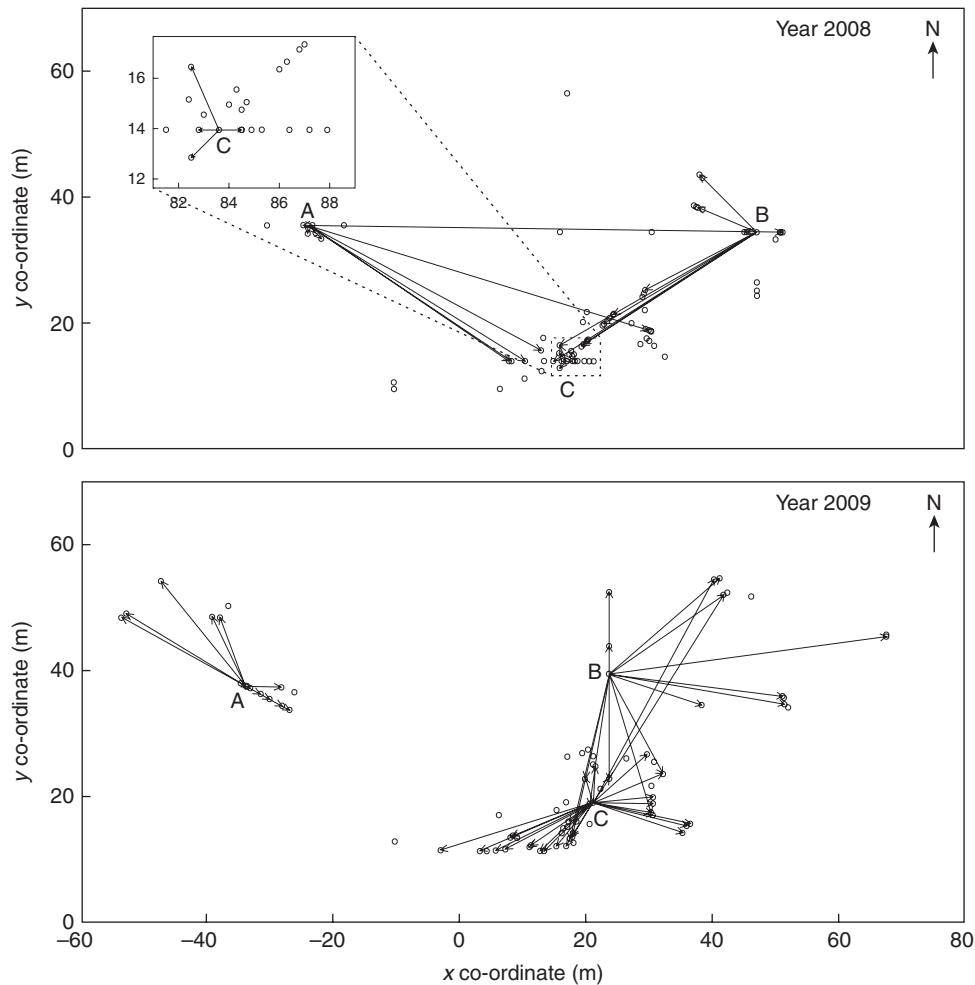 Year 2008
N
60
40
20
0
y co-ordinate (m)
16
14
12
82 84 86 88
C
A
B
C
Year 2009
N
60
40
20
0
y co-ordinate (m)
A
B
C
–60 –40 –20 0 20 40 60 80
x co-ordinate (m)